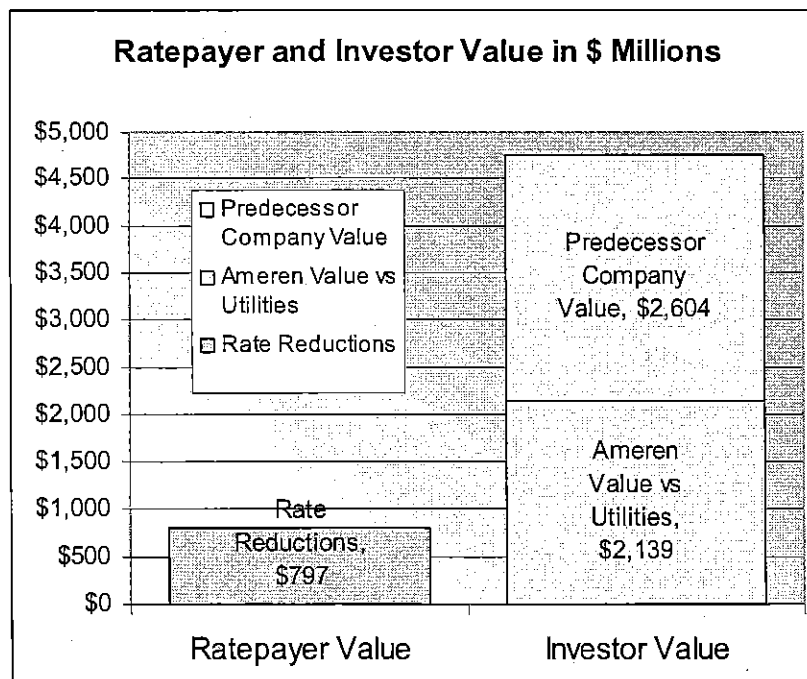 Ratepayer and Investor Value in $ Millions
$5,000
$4,500
$4,000
$3,500
$3,000
$2,500
$2,000
$1,500
$1,000
$500
$0
Predecessor
Company Value
Ameren Value vs
Utilities
Rate Reductions
Rate
Reductions,
$797
Predecessor
Company
Value, $2,604
Ameren
Value vs
Utilities,
$2,139
Ratepayer Value
Investor Value